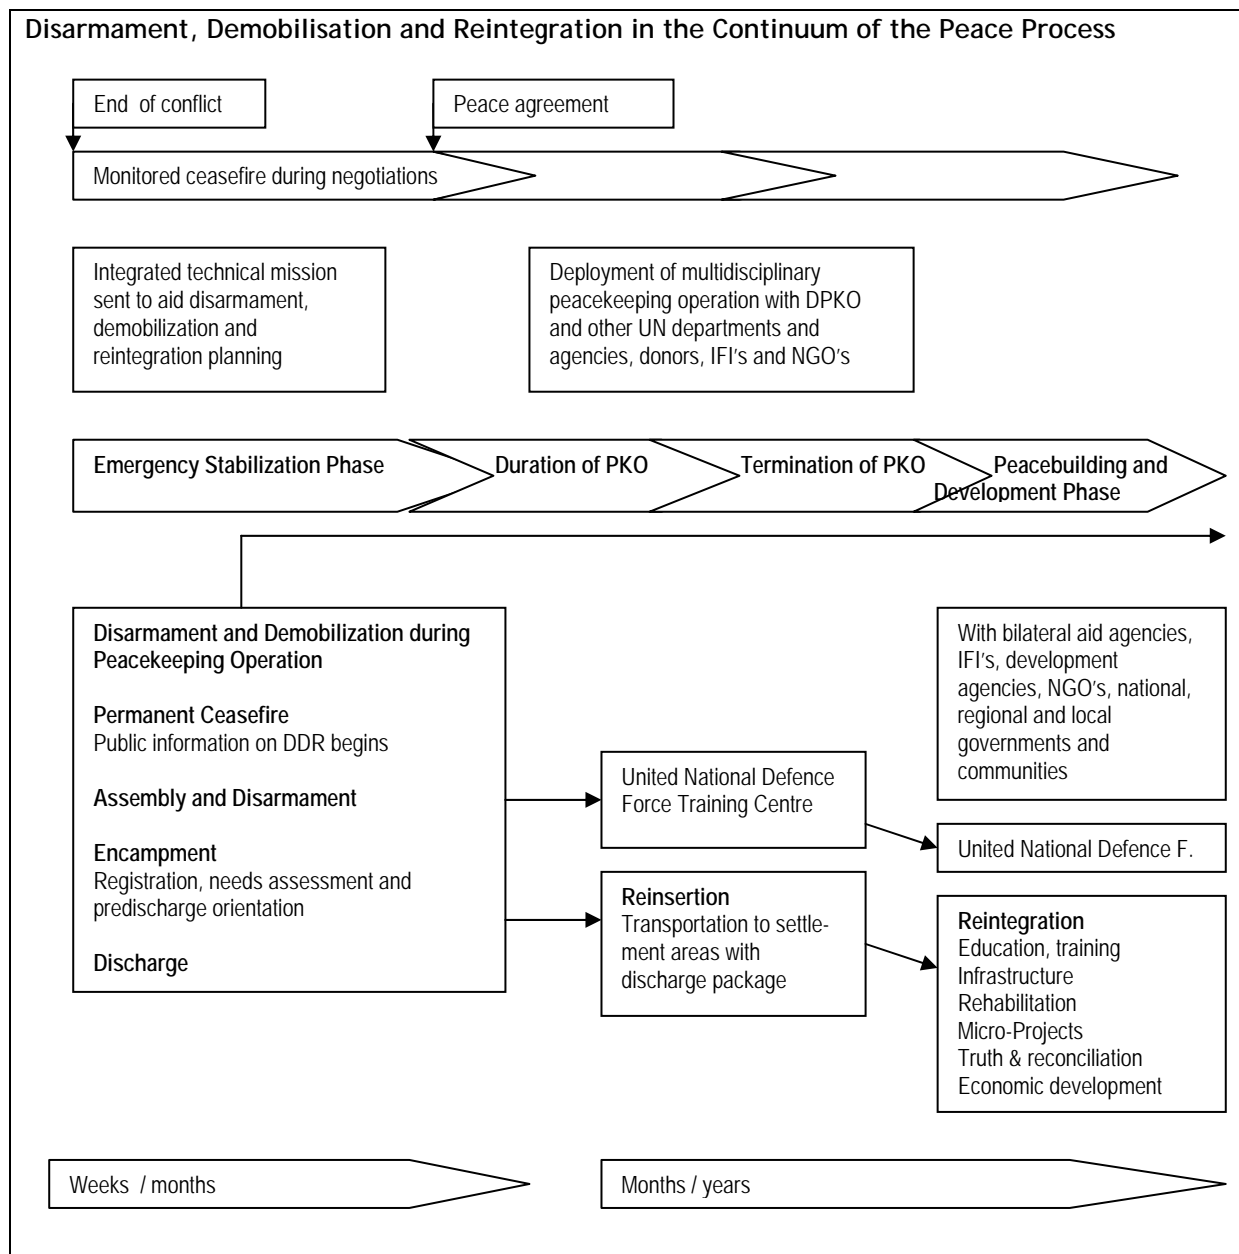 Disarmament, Demobilisation and Reintegration in the Continuum of the Peace Process
End of conflict
Peace agreement
Monitored ceasefire during negotiations
Integrated technical mission
sent to aid disarmament,
demobilization and
reintegration planning
Deployment of multidisciplinary
peacekeeping operation with DPKO
and other UN departments and
agencies, donors, IFI's and NGO's
Emergency Stabilization Phase
Duration of PKO
Termination of PKO
Peacebuilding and
Development Phase
Disarmament and Demobilization during
Peacekeeping Operation
Permanent Ceasefire
Public information on DDR begins
Assembly and Disarmament
Encampment
Registration, needs assessment and
predischarge orientation
Discharge
United National Defence
Force Training Centre
Reinsertion
Transportation to settle-
ment areas with
discharge package
With bilateral aid agencies,
IFI's, development
agencies, NGO's, national,
regional and local
governments and
communities
United National Defence F.
Reintegration
Education, training
Infrastructure
Rehabilitation
Micro-Projects
Truth & reconciliation
Economic development
Weeks / months
Months / years